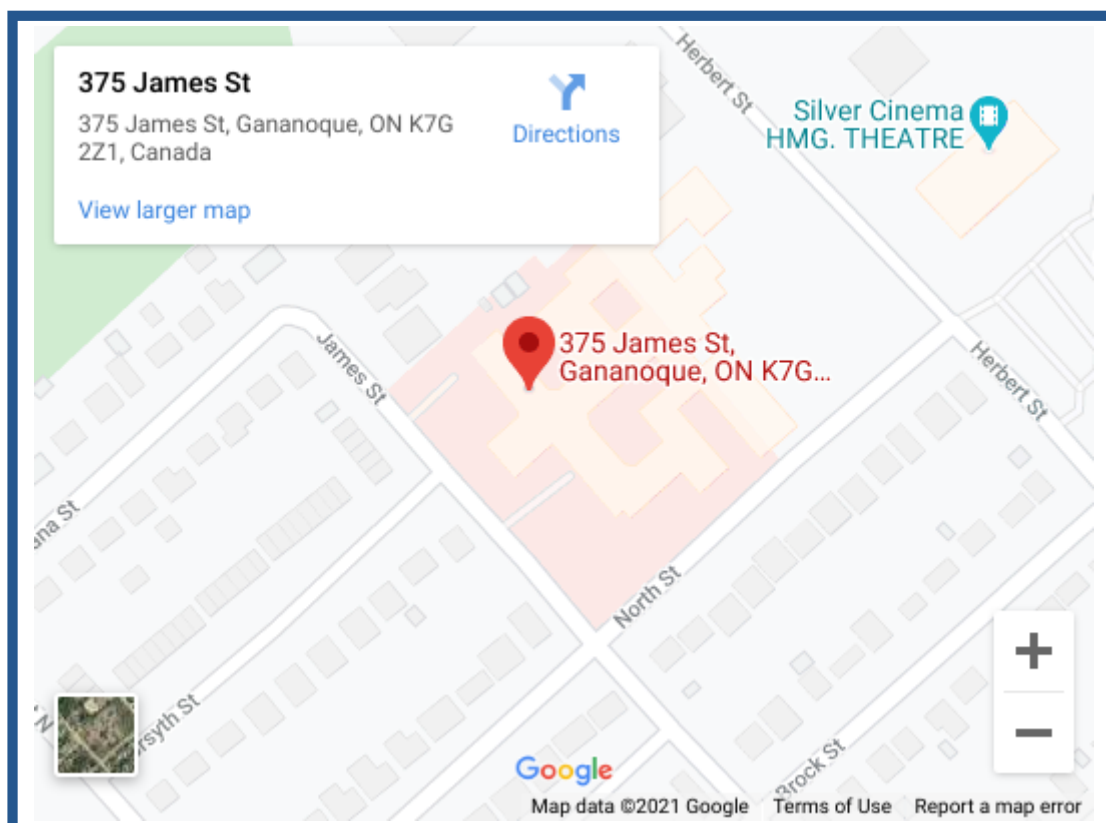 375 James St
375 James St, Gananoque, ON K7G
2Z1, Canada
Directions
View larger map
Herbert St
Silver Cinema
HMG. THEATRE
375 James St,
Gananoque, ON K7G...
James St
Herbert St
ana St
North St
rsyth St
N
Brock St
Google
Map data ©2021 Google
Terms of Use
Report a map error